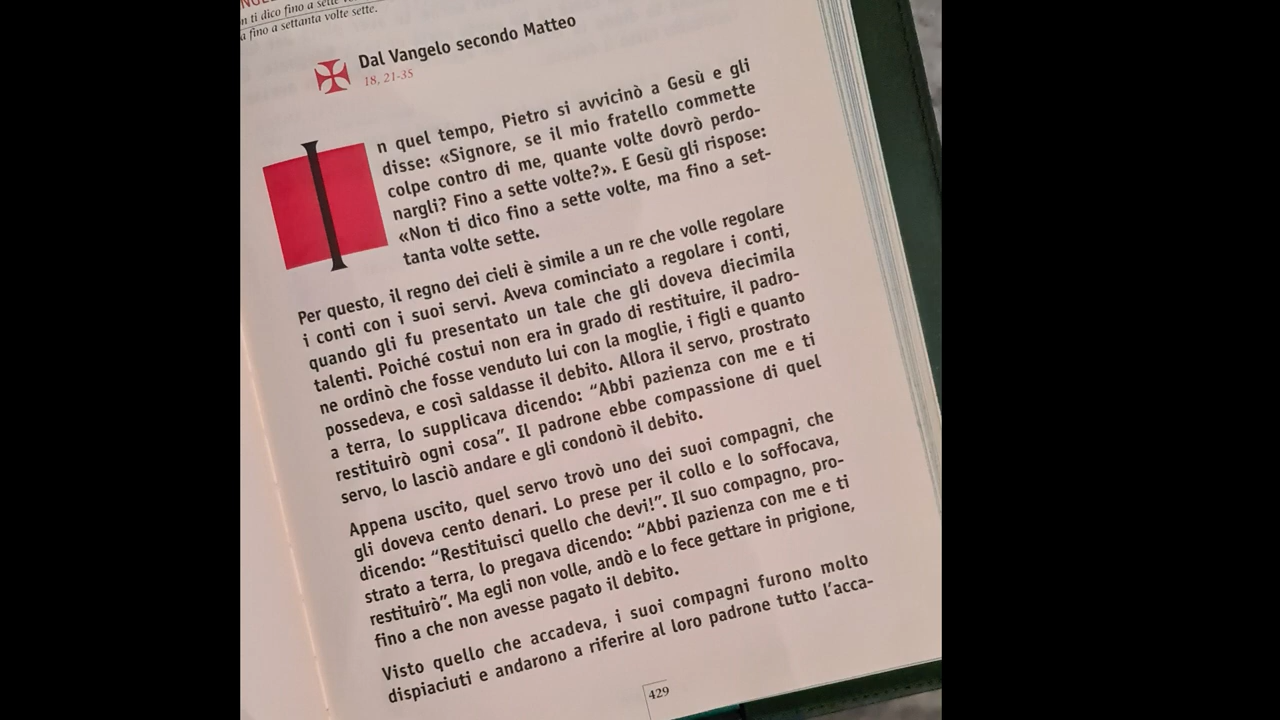 n ti dico fino a sette
a fino a settanta volte sette.
Dal Vangelo secondo Matteo
18, 21-35
In quel tempo, Pietro si avvicinò a Gesù e gli
disse: «Signore, se il mio fratello commette
colpe contro di me, quante volte dovrò perdo-
nargli? Fino a sette volte?». E Gesù gli rispose:
«Non ti dico fino a sette volte, ma fino a set-
tanta volte sette.
Per questo, il regno dei cieli è simile a un re che volle regolare
i conti con i suoi servi. Aveva cominciato a regolare i conti,
quando gli fu presentato un tale che gli doveva diecimila
talenti. Poiché costui non era in grado di restituire, il padro-
ne ordinò che fosse venduto lui con la moglie, i figli e quanto
possedeva, e così saldasse il debito. Allora il servo, prostrato
a terra, lo supplicava dicendo: “Abbi pazienza con me e ti
restituirò ogni cosa”. Il padrone ebbe compassione di quel
servo, lo lasciò andare e gli condonò il debito.
Appena uscito, quel servo trovò uno dei suoi compagni, che
gli doveva cento denari. Lo prese per il collo e lo soffocava,
dicendo: “Restituisci quello che devi!”. Il suo compagno, pro-
strato a terra, lo pregava dicendo: “Abbi pazienza con me e ti
restituirò”. Ma egli non volle, andò e lo fece gettare in prigione,
fino a che non avesse pagato il debito.
Visto quello che accadeva, i suoi compagni furono molto
dispiaciuti e andarono a riferire al loro padrone tutto l’acca-
429